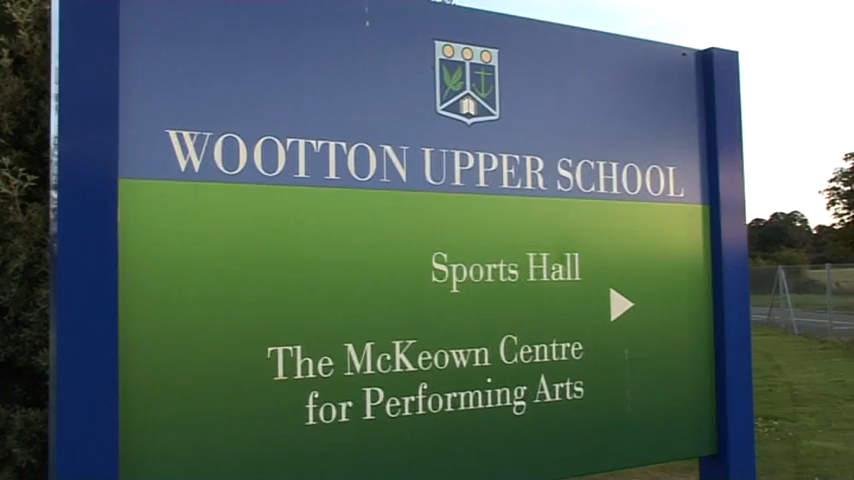 WOOTTON UPPER SCHOOL
Sports Hall
The McKeown Centre
for Performing Arts